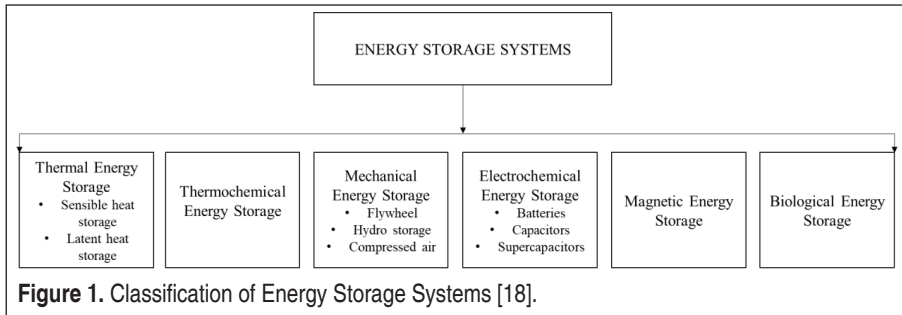 ENERGY STORAGE SYSTEMS
Thermal Energy
Storage
• Sensible heat
storage
• Latent heat
storage
Thermochemical
Energy Storage
Mechanical
Energy Storage
• Flywheel
• Hydro storage
• Compressed air
Electrochemical
Energy Storage
• Batteries
• Capacitors
• Supercapacitors
Magnetic Energy
Storage
Biological Energy
Storage
Figure 1. Classification of Energy Storage Systems [18].